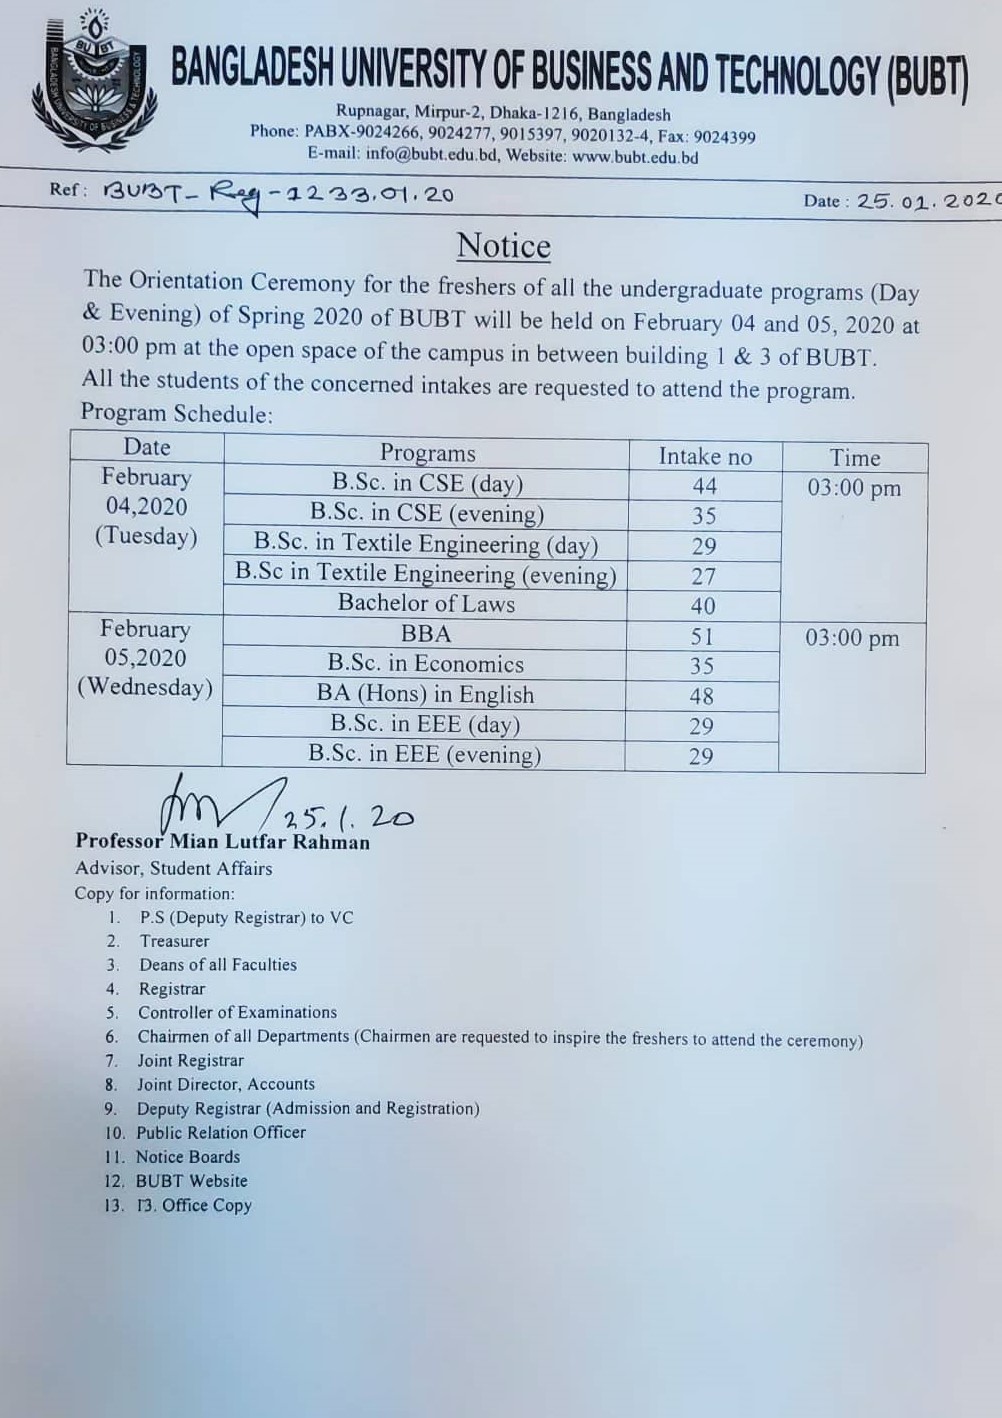 BUBT
BANGLADESH UNIVERSITY OF BUSINESS & TECHNOLOGY
BANGLADESH UNIVERSITY OF BUSINESS AND TECHNOLOGY (BUBT)
Rupnagar, Mirpur-2, Dhaka-1216, Bangladesh
Phone: PABX-9024266, 9024277, 9015397, 9020132-4, Fax: 9024399
E-mail: info@bubt.edu.bd, Website: www.bubt.edu.bd
Ref: BUBT-Reg-1233.01.20 Date : 25.01.2020
Notice
The Orientation Ceremony for the freshers of all the undergraduate programs (Day
& Evening) of Spring 2020 of BUBT will be held on February 04 and 05, 2020 at
03:00 pm at the open space of the campus in between building 1 & 3 of BUBT.
All the students of the concerned intakes are requested to attend the program.
Program Schedule:
Date Programs Intake no Time
February 04,2020 (Tuesday) B.Sc. in CSE (day) 44 03:00 pm
B.Sc. in CSE (evening) 35
B.Sc. in Textile Engineering (day) 29
B.Sc in Textile Engineering (evening) 27
Bachelor of Laws 40
February 05,2020 (Wednesday) BBA 51 03:00 pm
B.Sc. in Economics 35
BA (Hons) in English 48
B.Sc. in EEE (day) 29
B.Sc. in EEE (evening) 29
25.1.20
Professor Mian Lutfar Rahman
Advisor, Student Affairs
Copy for information:
1. P.S (Deputy Registrar) to VC
2. Treasurer
3. Deans of all Faculties
4. Registrar
5. Controller of Examinations
6. Chairmen of all Departments (Chairmen are requested to inspire the freshers to attend the ceremony)
7. Joint Registrar
8. Joint Director, Accounts
9. Deputy Registrar (Admission and Registration)
10. Public Relation Officer
11. Notice Boards
12. BUBT Website
13. 13. Office Copy